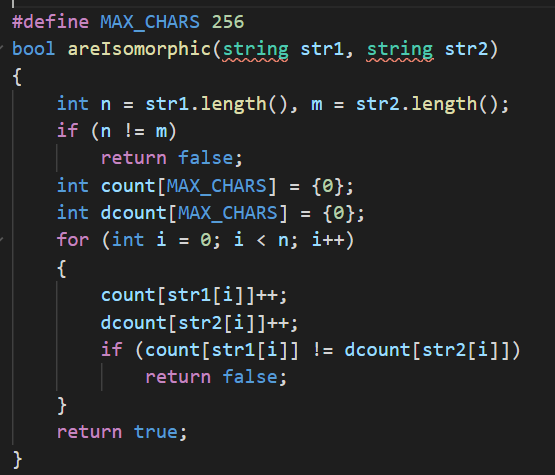 #define MAX_CHARS 256
bool areIsomorphic(string str1, string str2)
{
    int n = str1.length(), m = str2.length();
    if (n != m)
        return false;
    int count[MAX_CHARS] = {0};
    int dcount[MAX_CHARS] = {0};
    for (int i = 0; i < n; i++)
    {
        count[str1[i]]++;
        dcount[str2[i]]++;
        if (count[str1[i]] != dcount[str2[i]])
            return false;
    }
    return true;
}